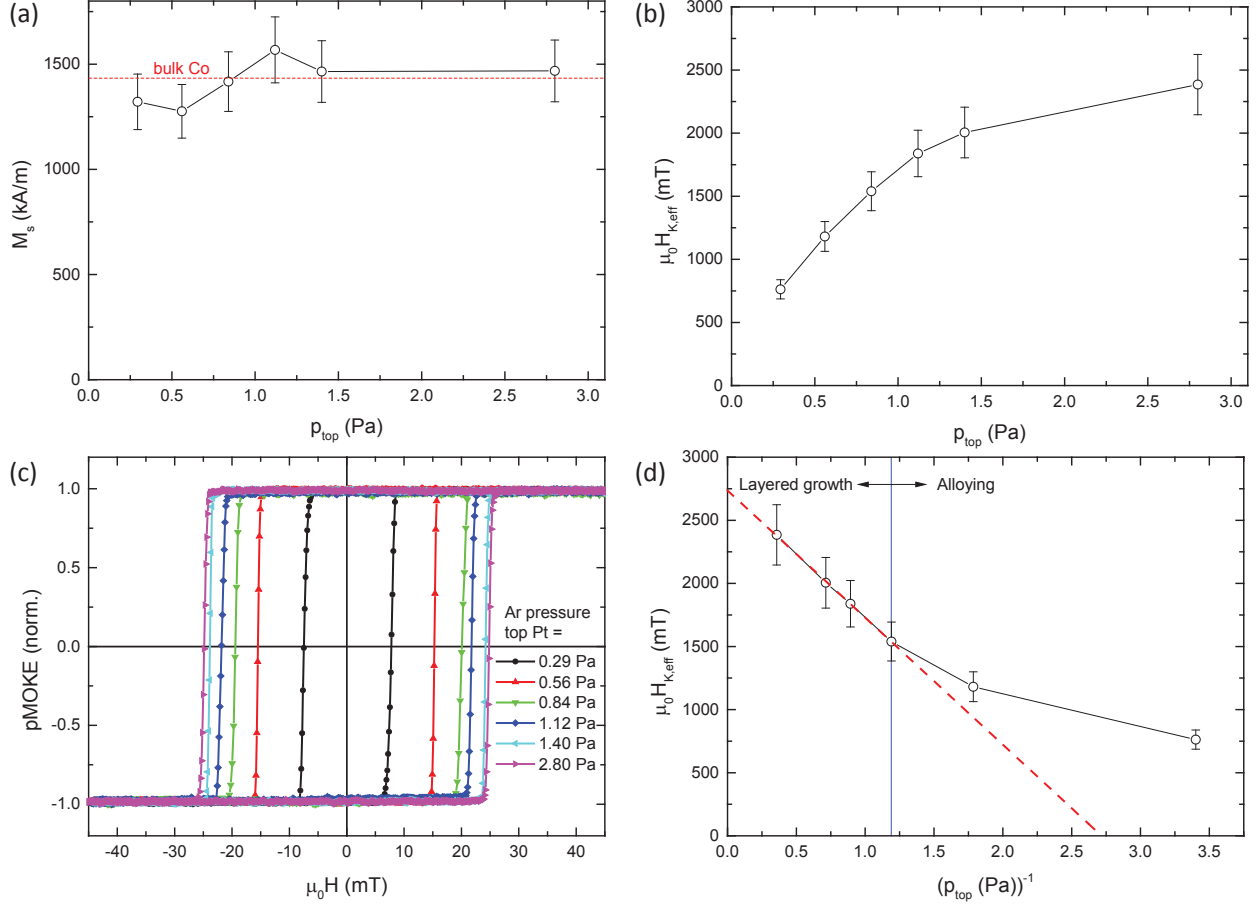 (a)
bulk Co
M_s (kA/m)
1500
1000
500
0
0.0 0.5 1.0 1.5 2.0 2.5 3.0
p_top (Pa)
(b)
μ₀H_K,eff (mT)
3000
2500
2000
1500
1000
500
0
0.0 0.5 1.0 1.5 2.0 2.5 3.0
p_top (Pa)
(c)
pMOKE (norm.)
1.0
0.5
0.0
-0.5
-1.0
Ar pressure
top Pt =
0.29 Pa
0.56 Pa
0.84 Pa
1.12 Pa
1.40 Pa
2.80 Pa
-40 -30 -20 -10 0 10 20 30 40
μ₀H (mT)
(d)
Layered growth Alloying
μ₀H_K,eff (mT)
3000
2500
2000
1500
1000
500
0
0.0 0.5 1.0 1.5 2.0 2.5 3.0 3.5
(p_top (Pa))⁻¹